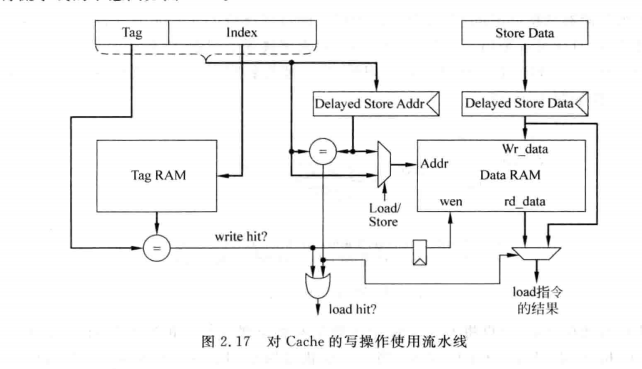 Tag
Index
Store Data
Delayed Store Addr
Delayed Store Data
=
Tag RAM
Addr
Wr_data
Data RAM
wen
rd_data
Load/
Store
=
write hit?
load hit?
load指令
的结果
图 2.17 对 Cache 的写操作使用流水线